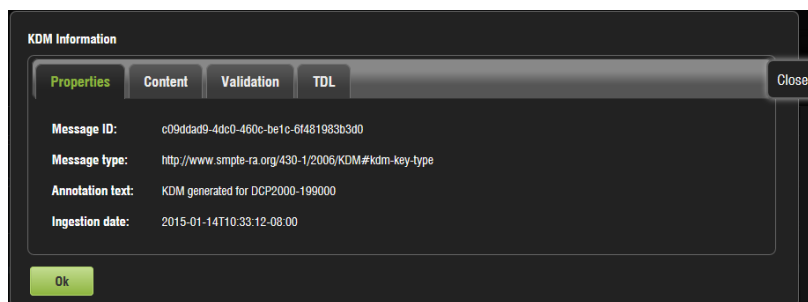 KDM Information
Properties Content Validation TDL
Close
Message ID: c09ddad9-4dc0-460c-be1c-6f481983b3d0
Message type: http://www.smpte-ra.org/430-1/2006/KDM#kdm-key-type
Annotation text: KDM generated for DCP2000-199000
Ingestion date: 2015-01-14T10:33:12-08:00
Ok